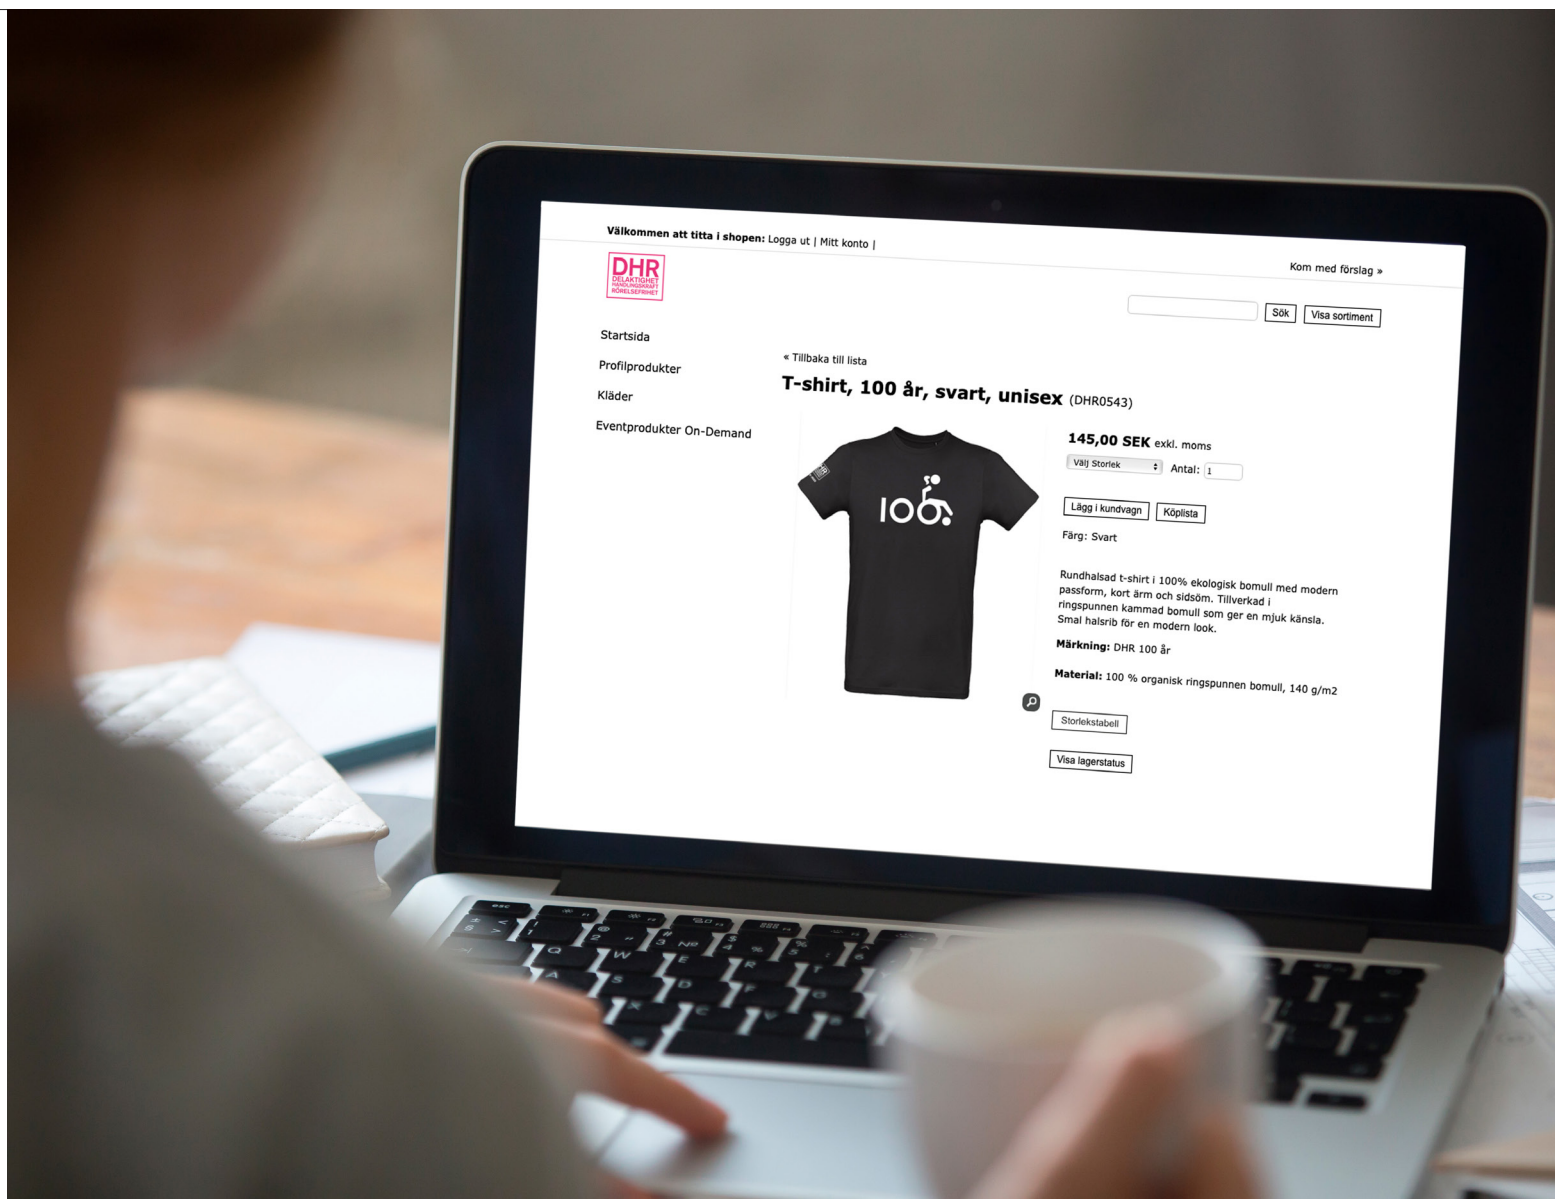 Välkommen att titta i shopen: Logga ut | Mitt konto |
Kom med förslag »
DHR
DELAKTIGHET
HANDLINGSKRAFT
RÖRELSEFRIHET
Sök
Visa sortiment
Startsida
Profilprodukter
Kläder
Eventprodukter On-Demand
« Tillbaka till lista
T-shirt, 100 år, svart, unisex (DHR0543)
100
145,00 SEK exkl. moms
Välj Storlek Antal: 1
Lägg i kundvagn Köplista
Färg: Svart
Rundhalsad t-shirt i 100% ekologisk bomull med modern
passform, kort ärm och sidsöm. Tillverkad i
ringspunnen kammad bomull som ger en mjuk känsla.
Smal halsrib för en modern look.
Märkning: DHR 100 år
Material: 100 % organisk ringspunnen bomull, 140 g/m2
Storlekstabell
Visa lagerstatus
esc
Q W E R T
A S D F G
X C V